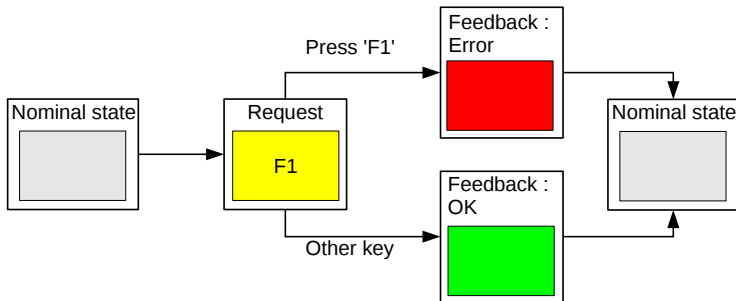 Nominal state
Request
F1
Press 'F1'
Feedback :
Error
Other key
Feedback :
OK
Nominal state